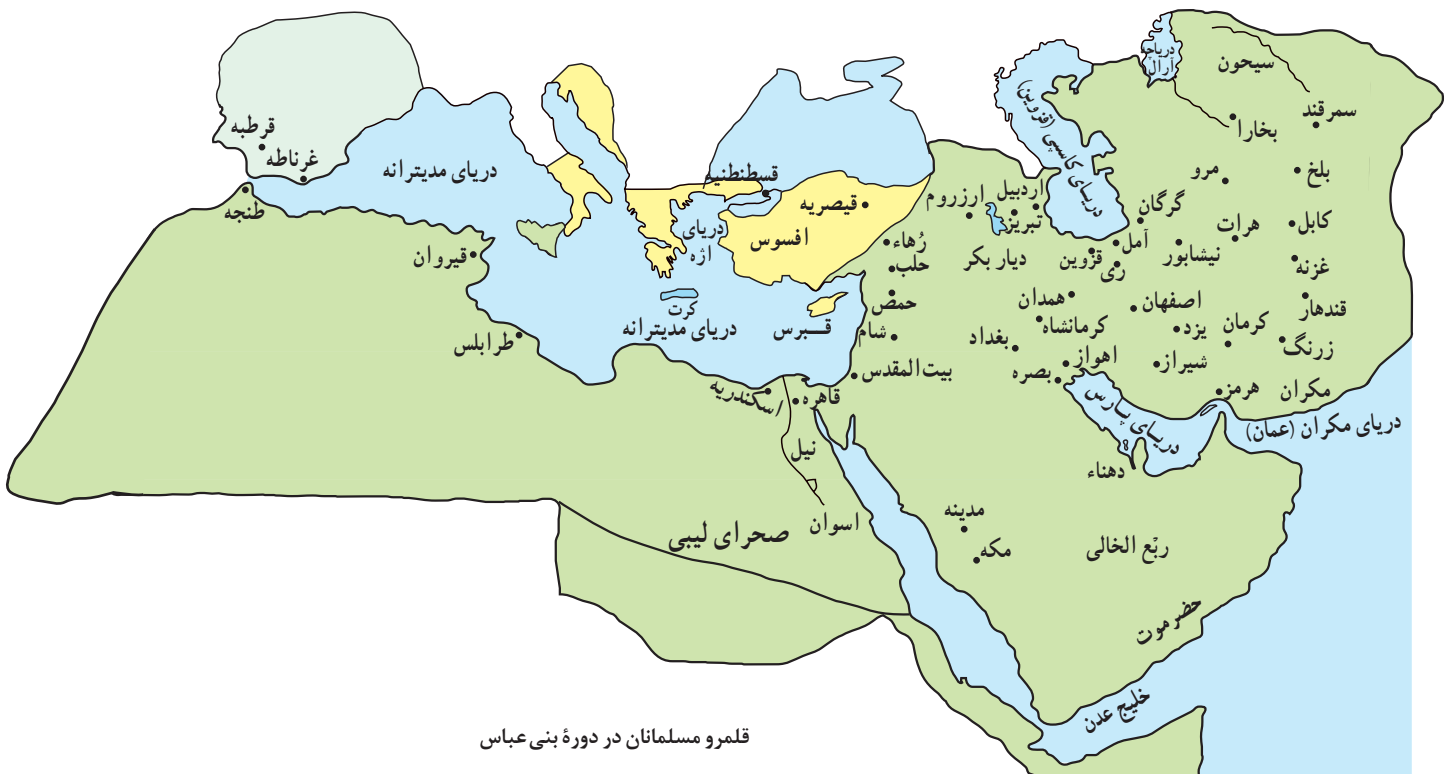 دریاچه
آرال
سیحون
سمرقند
بخارا
بلخ
مرو
کابل
هرات
غزنه
نیشابور
قندهار
زرنگ
کرمان
مکران
هرمز
دریای مکران (عمان)
دریای کاسپی (قزوین)
گرگان
آمل
ری
قزوین
اردبیل
تبریز
ارزروم
دیار بکر
همدان
اصفهان
یزد
کرمانشاه
بغداد
اهواز
شیراز
بصره
دریای پارس
دهناء
رُهاء
حلب
حمص
شام
بیت‌المقدس
قسطنطنیه
قیصریه
افسوس
دریای
اژه
کرت
قبرس
دریای مدیترانه
دریای مدیترانه
قرطبه
غرناطه
طنجه
قیروان
طرابلس
اسکندریه
قاهره
نیل
اسوان
صحرای لیبی
مدینه
مکه
ربْع الخالی
حضرموت
خلیج عدن
قلمرو مسلمانان در دورۀ بنی‌عباس